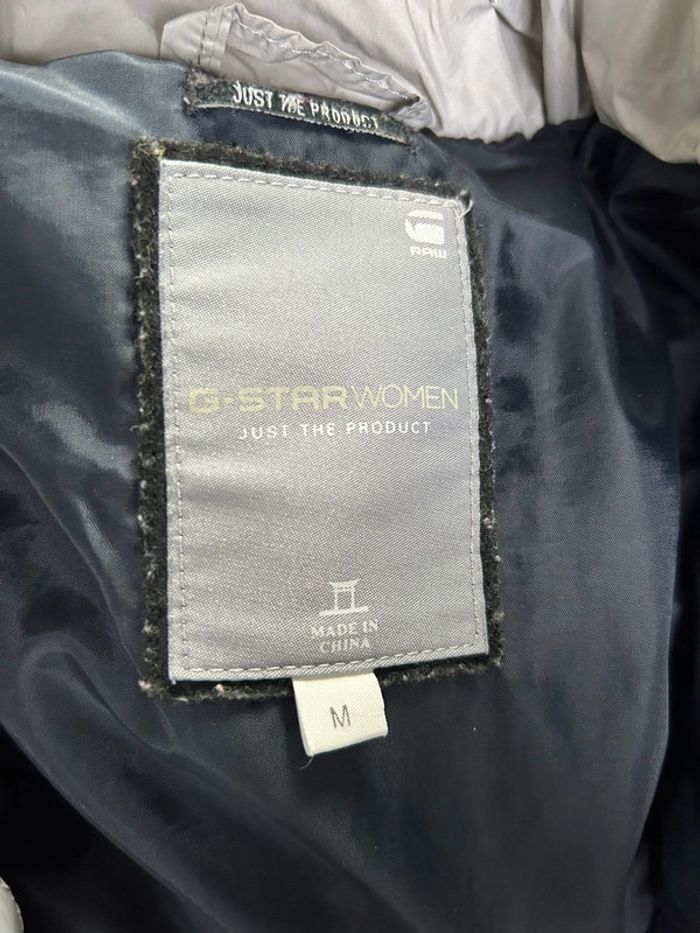 JUST THE PRODUCT
RAW
G-STAR WOMEN
JUST THE PRODUCT
MADE IN
CHINA
M